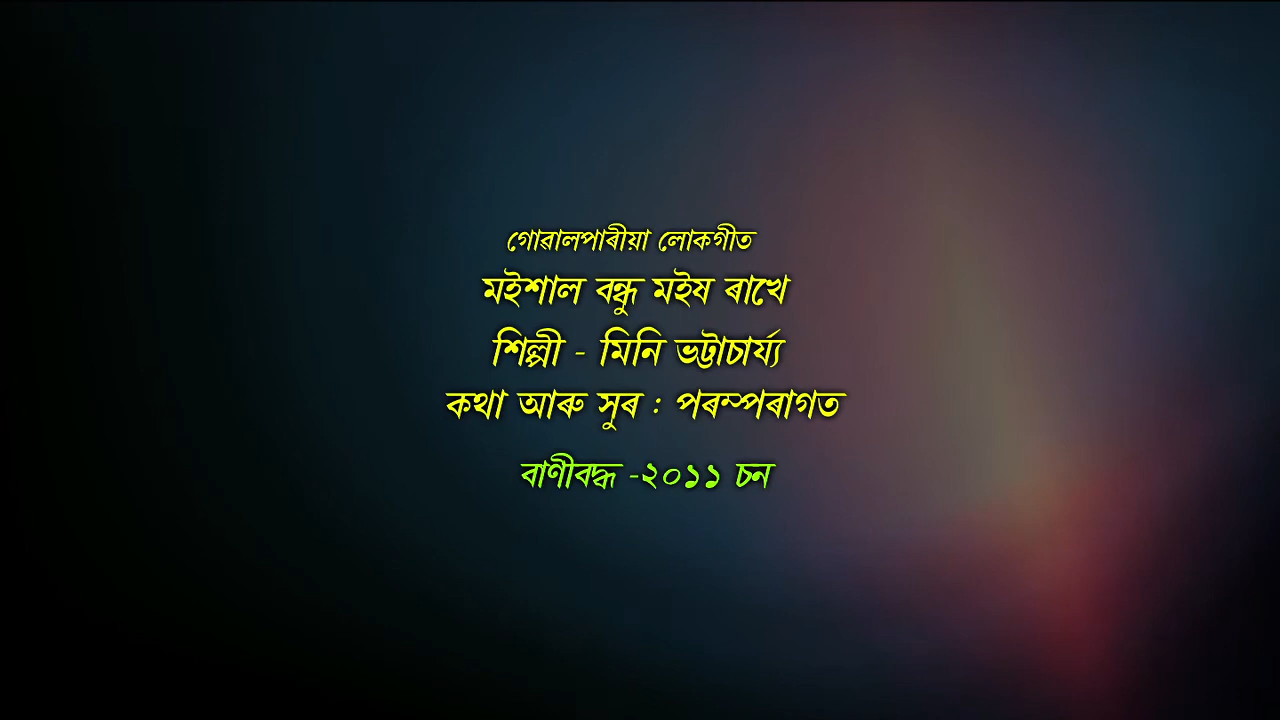 গোৱালপাৰীয়া লোকগীত
মইশাল বন্ধু মইষ ৰাখে
শিল্পী - মিনি ভট্টাচাৰ্য্য
কথা আৰু সুৰ : পৰম্পৰাগত
বাণীবদ্ধ -২০১১ চন